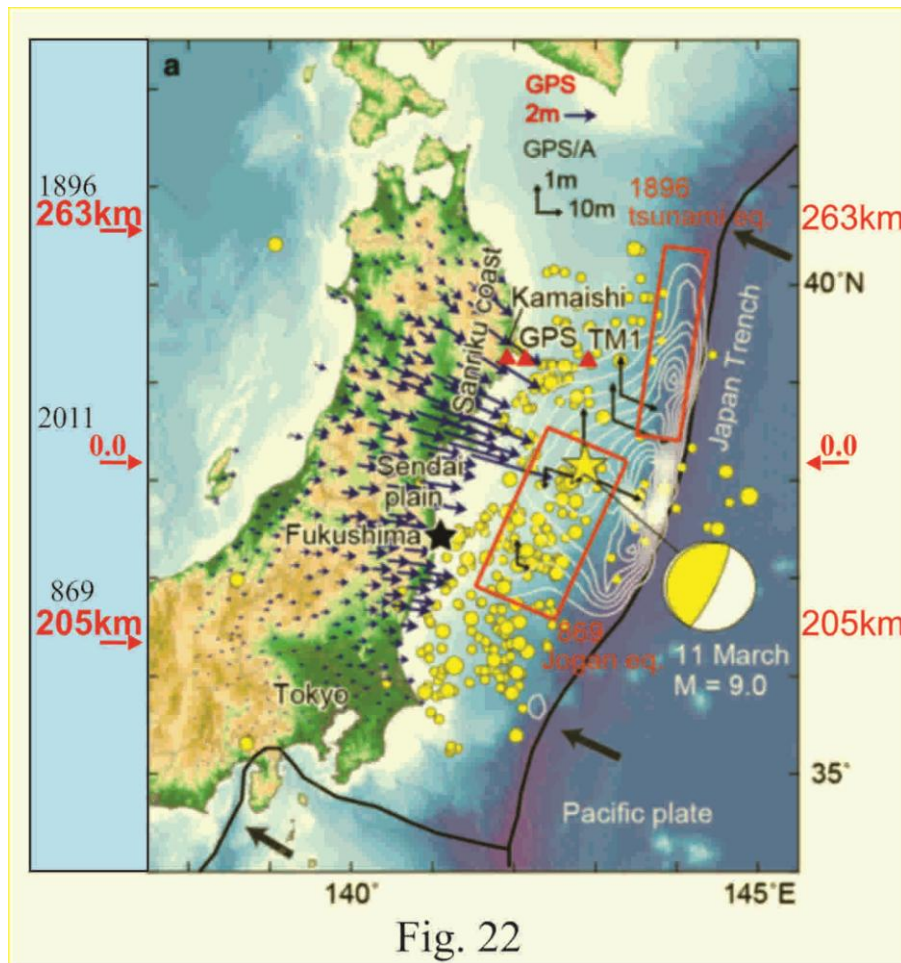 a
GPS
2m
GPS/A
1m
10m
1896
tsunami eq.
1896
263km
263km
40˚N
Sanriku coast
Kamaishi
GPS TM1
Japan Trench
2011
0.0
0.0
Sendai
plain
Fukushima
869
205km
205km
869
Jogan eq.
11 March
M = 9.0
Tokyo
35˚
Pacific plate
140˚
145˚E
Fig. 22